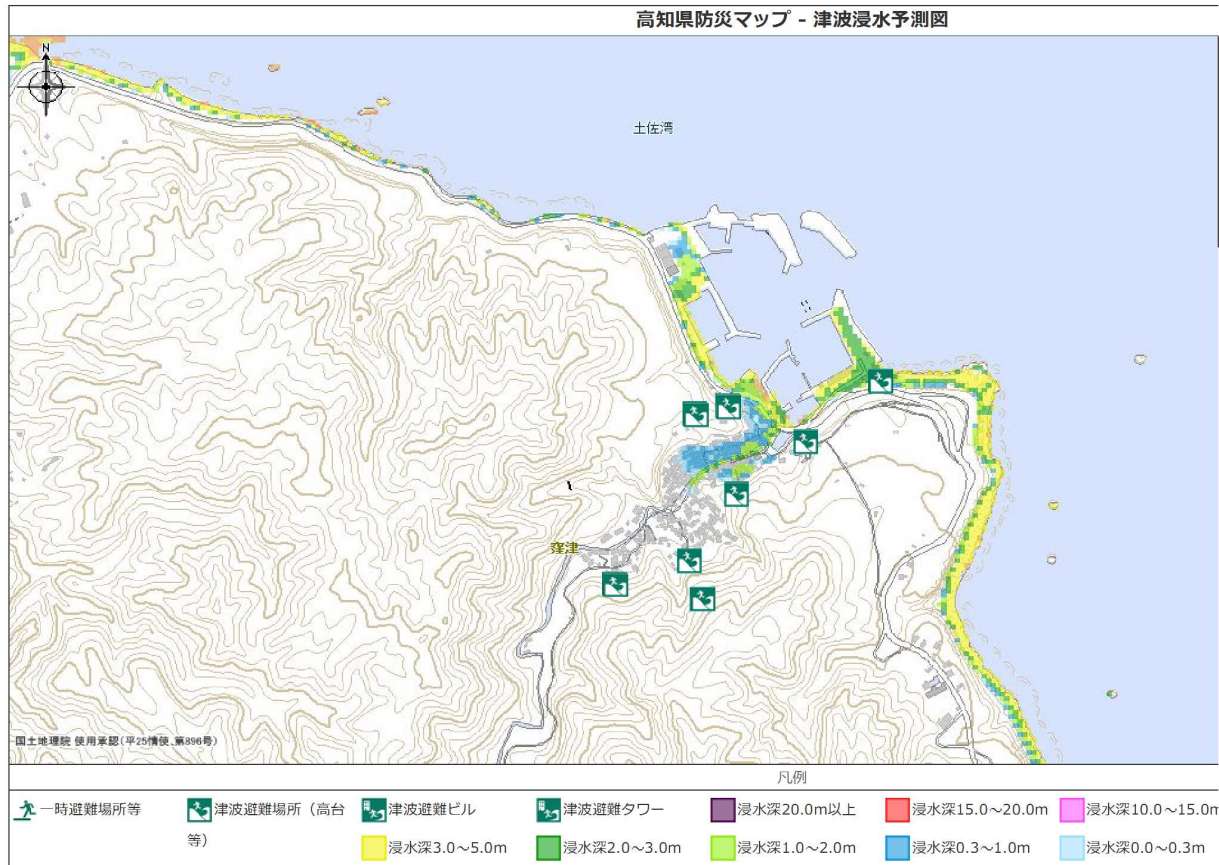 高知県防災マップ - 津波浸水予測図
N
土佐湾
窪津
国土地理院 使用承認(平25情使、第896号)
凡例
一時避難場所等
津波避難場所（高台
等）
津波避難ビル
津波避難タワー
浸水深20.0m以上
浸水深15.0～20.0m
浸水深10.0～15.0m
浸水深3.0～5.0m
浸水深2.0～3.0m
浸水深1.0～2.0m
浸水深0.3～1.0m
浸水深0.0～0.3m